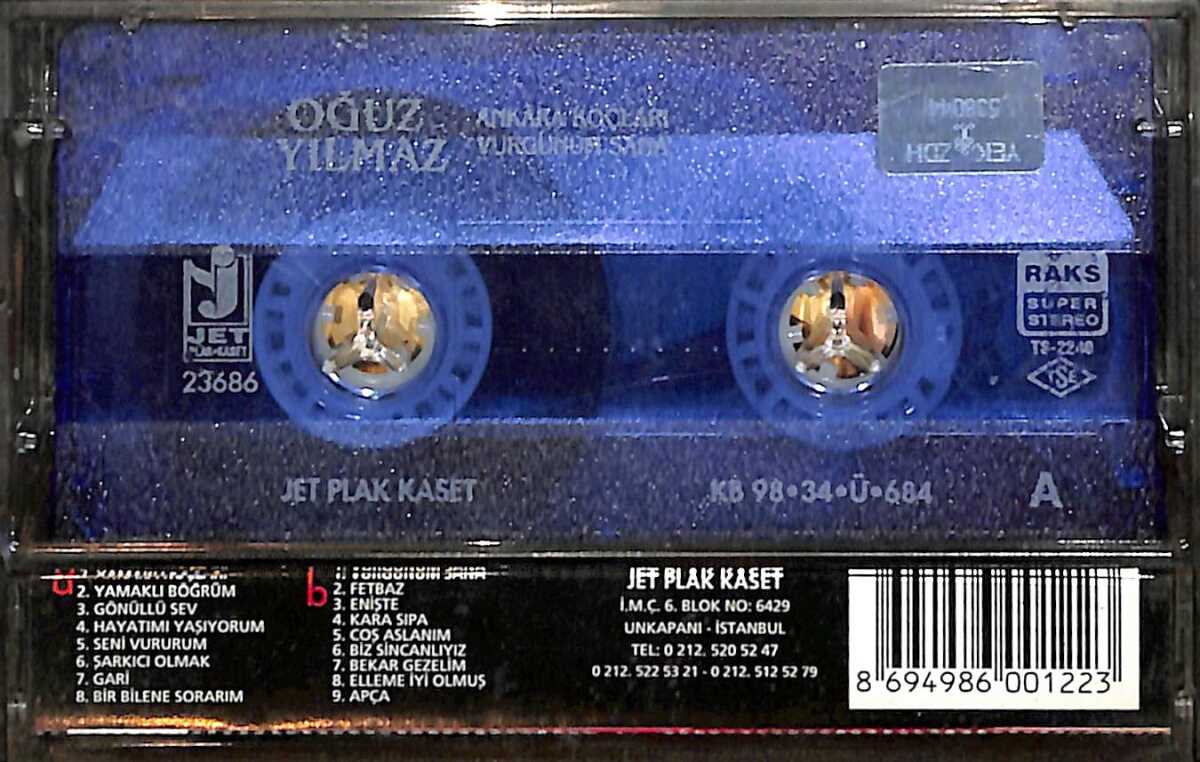 OĞUZ
YILMAZ
ANKARA KOÇLARI
VURGUNUM SANA
JET
PLAK•KASET
23686
RAKS
SUPER
STEREO
TS-2240
TSE
JET PLAK KASET
KB 98•34•Ü•684
A
a
2. YAMAKLI BÖĞRÜM
3. GÖNÜLLÜ SEV
4. HAYATIMI YAŞIYORUM
5. SENİ VURURUM
6. ŞARKICI OLMAK
7. GARİ
8. BİR BİLENE SORARIM
b
1. VURGUNUM SANA
2. FETBAZ
3. ENİŞTE
4. KARA SIPA
5. COŞ ASLANIM
6. BİZ SİNCANLIYIZ
7. BEKAR GEZELİM
8. ELLEME İYİ OLMUŞ
9. APÇA
JET PLAK KASET
İ.M.Ç. 6. BLOK NO: 6429
UNKAPANI - İSTANBUL
TEL: 0 212. 520 52 47
0 212. 522 53 21 - 0 212. 512 52 79
8 694986 001223